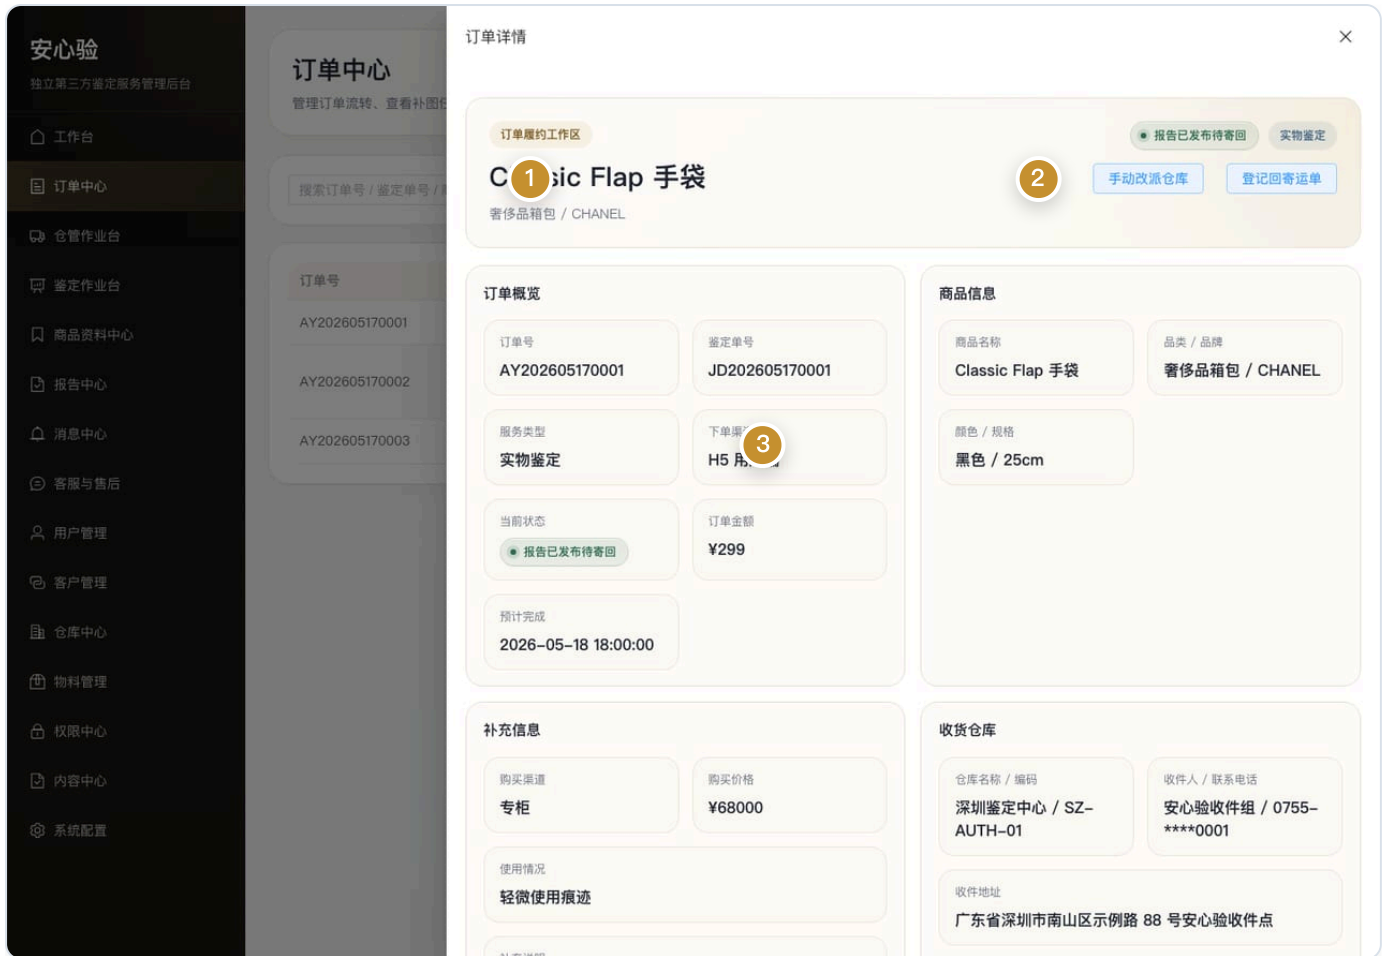 安心验
独立第三方鉴定服务管理后台
工作台
订单中心
仓管作业台
鉴定作业台
商品资料中心
报告中心
消息中心
客服与售后
用户管理
客户管理
仓库中心
物料管理
权限中心
内容中心
系统配置
订单中心
管理订单流转、查看补图
搜索订单号 / 鉴定单号 /
订单号
AY202605170001
AY202605170002
AY202605170003
订单详情
订单履约工作区
报告已发布待寄回
实物鉴定
1
sic Flap 手袋
2
手动改派仓库
登记回寄运单
奢侈品箱包 / CHANEL
订单概览
订单号
AY202605170001
鉴定单号
JD202605170001
服务类型
实物鉴定
下单
3
H5
当前状态
报告已发布待寄回
订单金额
¥299
预计完成
2026-05-18 18:00:00
商品信息
商品名称
Classic Flap 手袋
品类 / 品牌
奢侈品箱包 / CHANEL
颜色 / 规格
黑色 / 25cm
补充信息
购买渠道
专柜
购买价格
¥68000
使用情况
轻微使用痕迹
收货仓库
仓库名称 / 编码
深圳鉴定中心 / SZ-
AUTH-01
收件人 / 联系电话
安心验收件组 / 0755-
****0001
收件地址
广东省深圳市南山区示例路 88 号安心验收件点